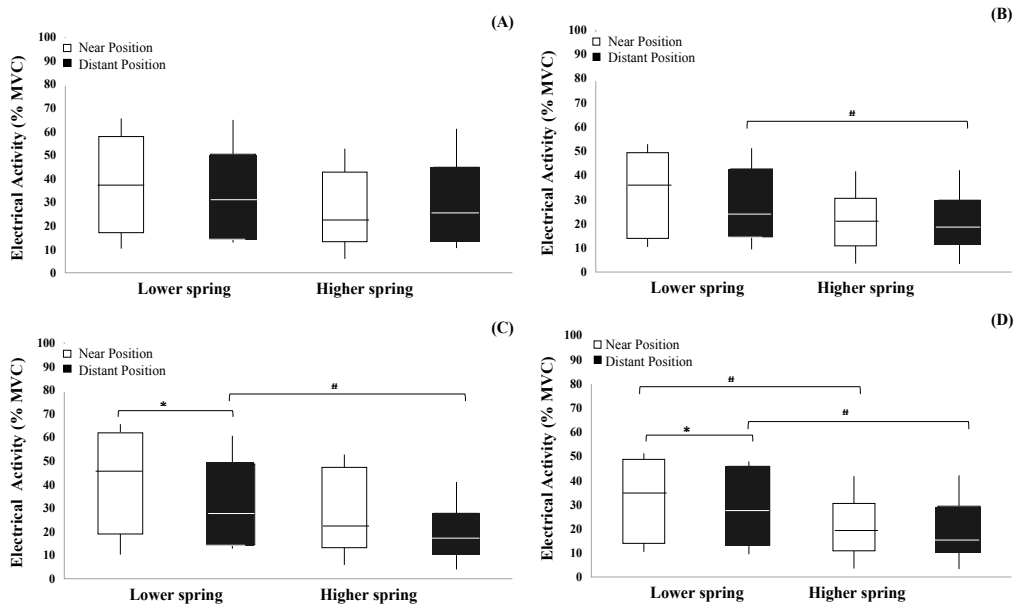 (A)
Electrical Activity (% MVC)
100
90
80
70
60
50
40
30
20
10
0
Near Position
Distant Position
Lower spring Higher spring
(B)
Electrical Activity (% MVC)
100
90
80
70
60
50
40
30
20
10
0
Near Position
Distant Position
#
Lower spring Higher spring
(C)
Electrical Activity (% MVC)
100
90
80
70
60
50
40
30
20
10
0
Near Position
Distant Position
*
#
Lower spring Higher spring
(D)
Electrical Activity (% MVC)
100
90
80
70
60
50
40
30
20
10
0
Near Position
Distant Position
#
*
#
Lower spring Higher spring